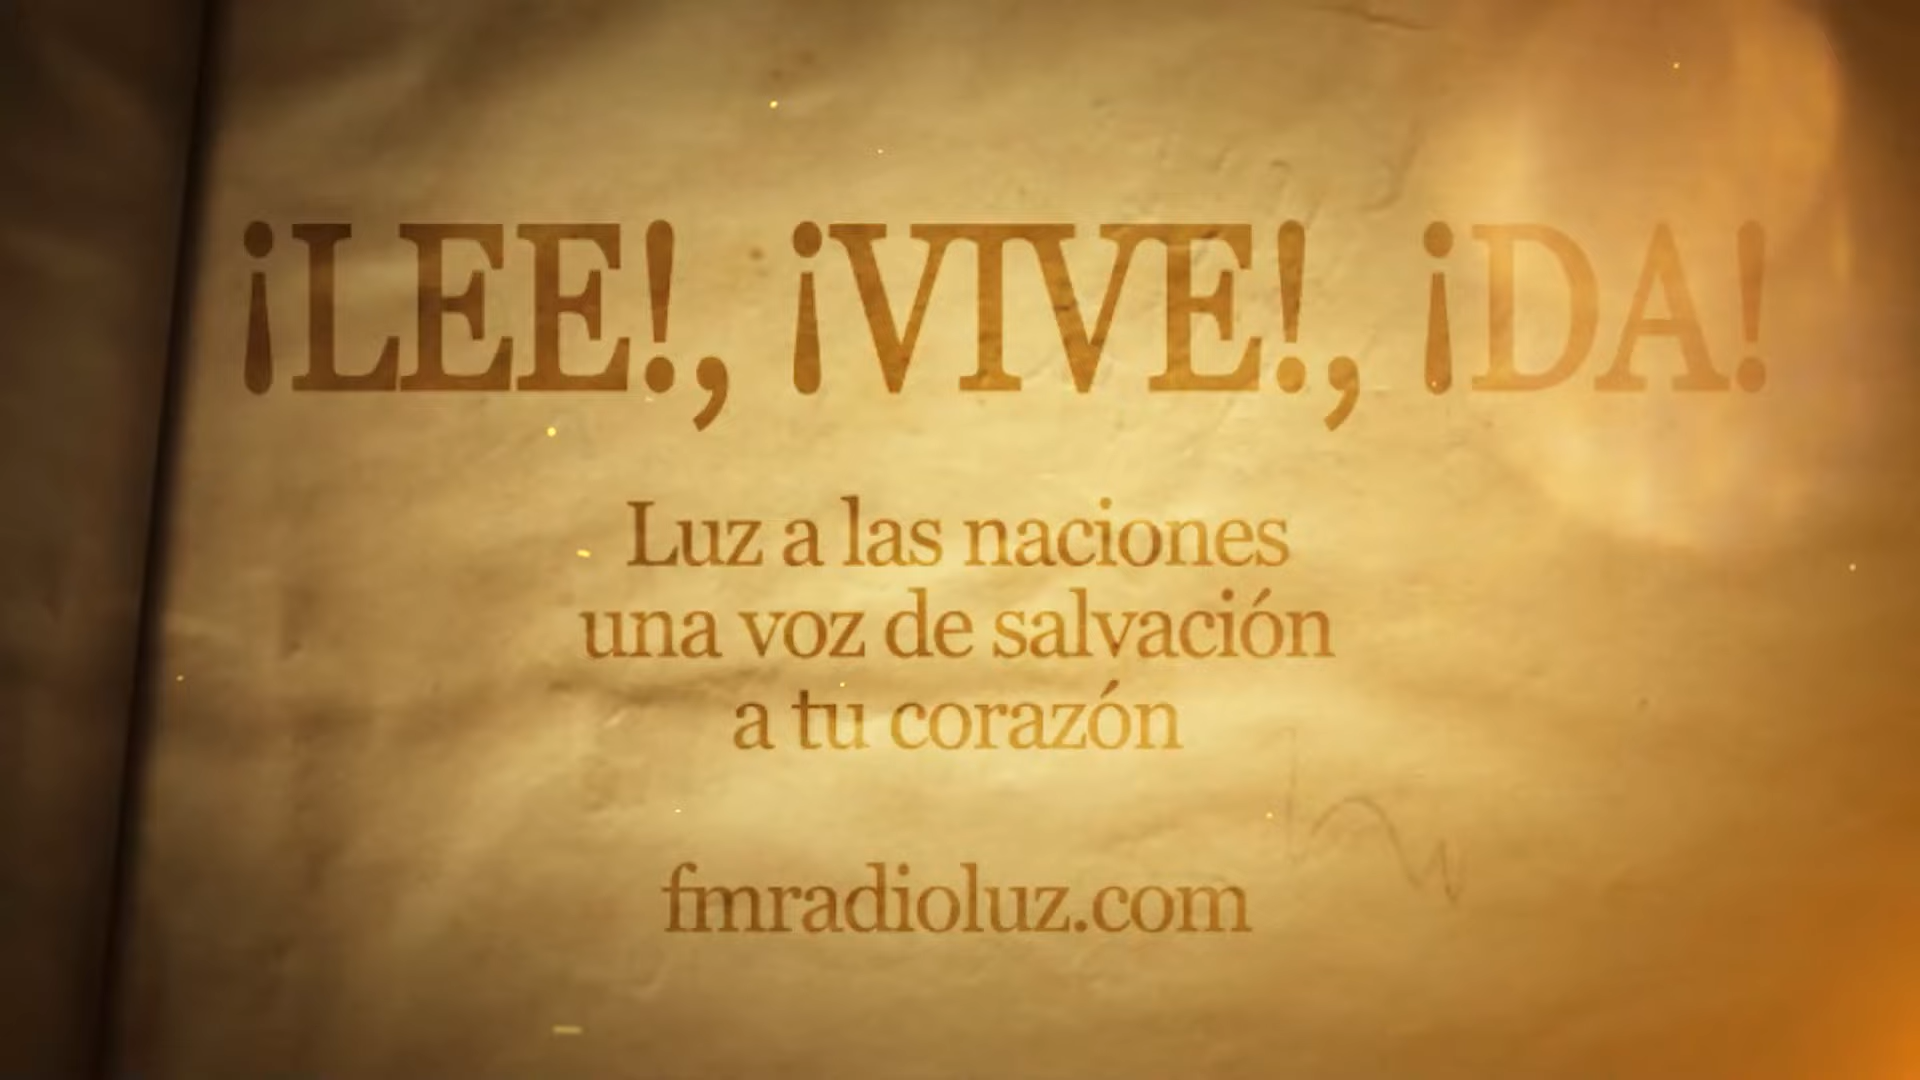 ¡LEE!, ¡VIVE!, ¡DA!
Luz a las naciones
una voz de salvación
a tu corazón
fmradioluz.com